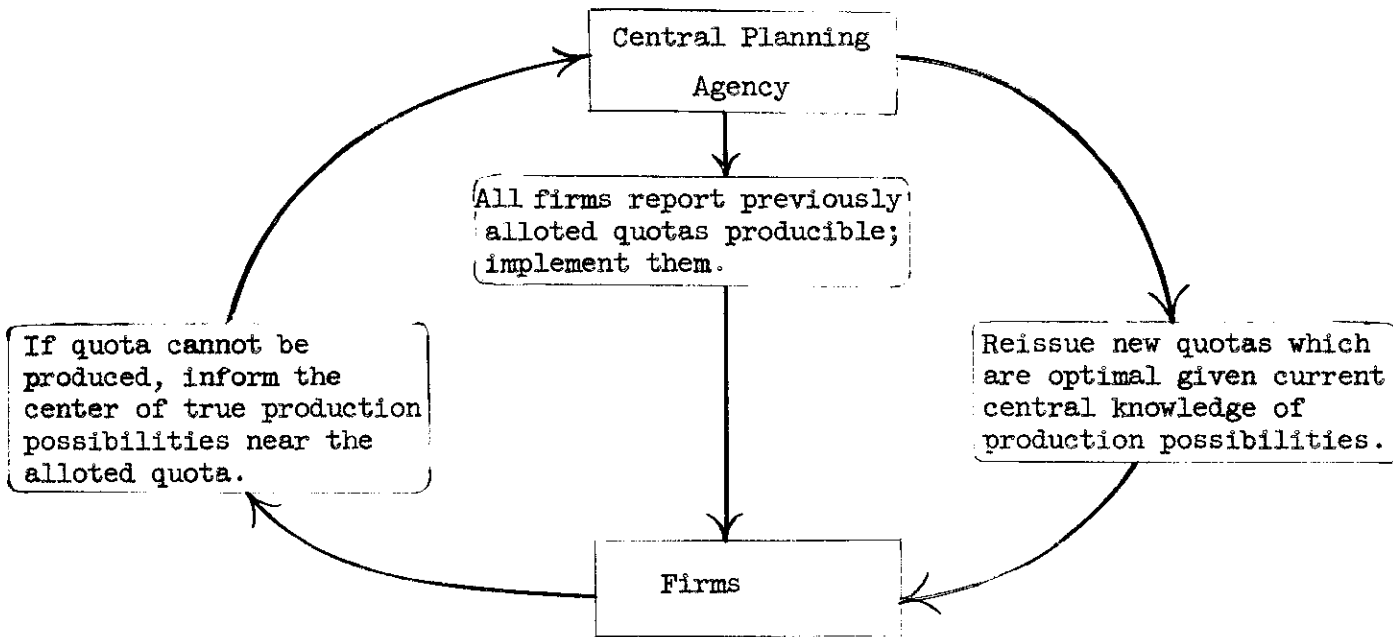 Central Planning
Agency
All firms report previously
alloted quotas producible;
implement them.
If quota cannot be
produced, inform the
center of true production
possibilities near the
alloted quota.
Reissue new quotas which
are optimal given current
central knowledge of
production possibilities.
Firms